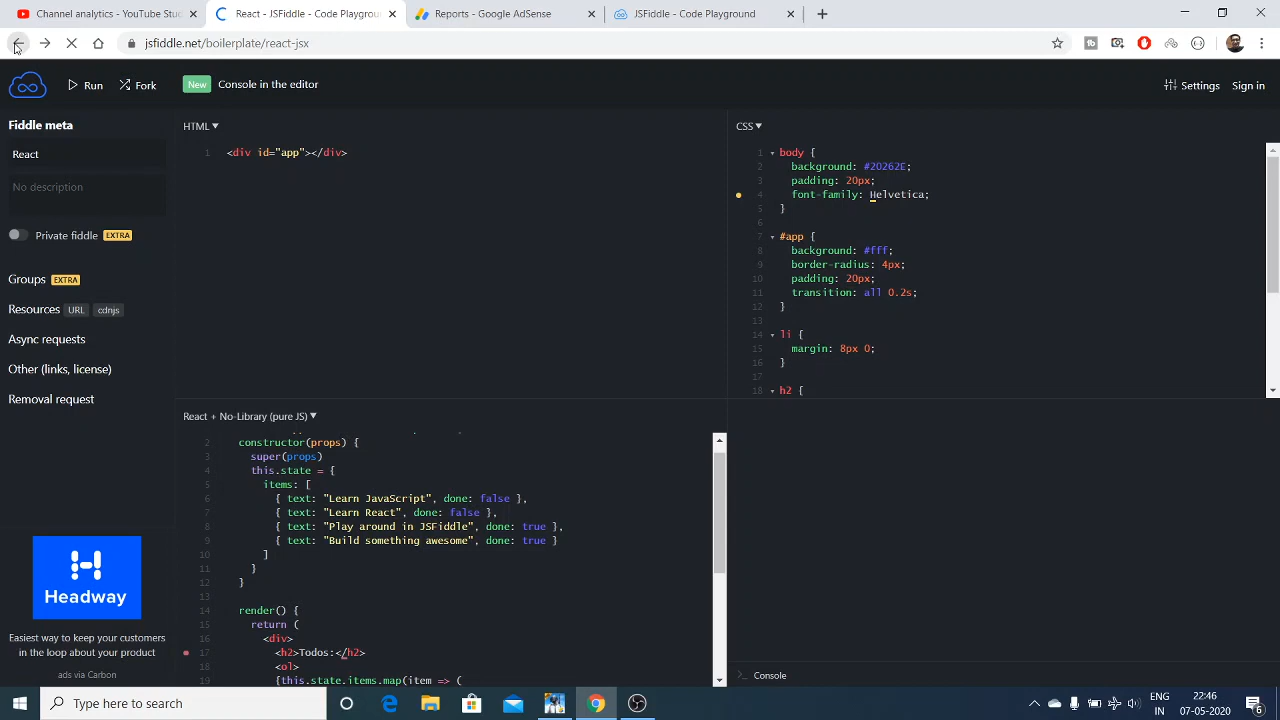 Channel analytics - YouTube Stud
React - JSFiddle - Code Playgroun
Reports - Google AdSense
JSFiddle - Code Playground
jsfiddle.net/boilerplate/react-jsx
Run
Fork
New
Console in the editor
Settings
Sign in
Fiddle meta
React
No description
Private fiddle EXTRA
Groups EXTRA
Resources URL cdnjs
Async requests
Other (links, license)
Removal request
Headway
Easiest way to keep your customers
in the loop about your product
ads via Carbon
HTML
1 <div id="app"></div>
CSS
1 body {
2 background: #20262E;
3 padding: 20px;
4 font-family: Helvetica;
5 }
6
7 #app {
8 background: #fff;
9 border-radius: 4px;
10 padding: 20px;
11 transition: all 0.2s;
12 }
13
14 li {
15 margin: 8px 0;
16 }
17
18 h2 {
React + No-Library (pure JS)
2 constructor(props) {
3 super(props)
4 this.state = {
5 items: [
6 { text: "Learn JavaScript", done: false },
7 { text: "Learn React", done: false },
8 { text: "Play around in JSFiddle", done: true },
9 { text: "Build something awesome", done: true }
10 ]
11 }
12 }
13
14 render() {
15 return (
16 <div>
17 <h2>Todos:</h2>
18 <ol>
19 {this.state.items.map(item => (
>_ Console
Type here to search
ENG
IN
22:46
07-05-2020
6